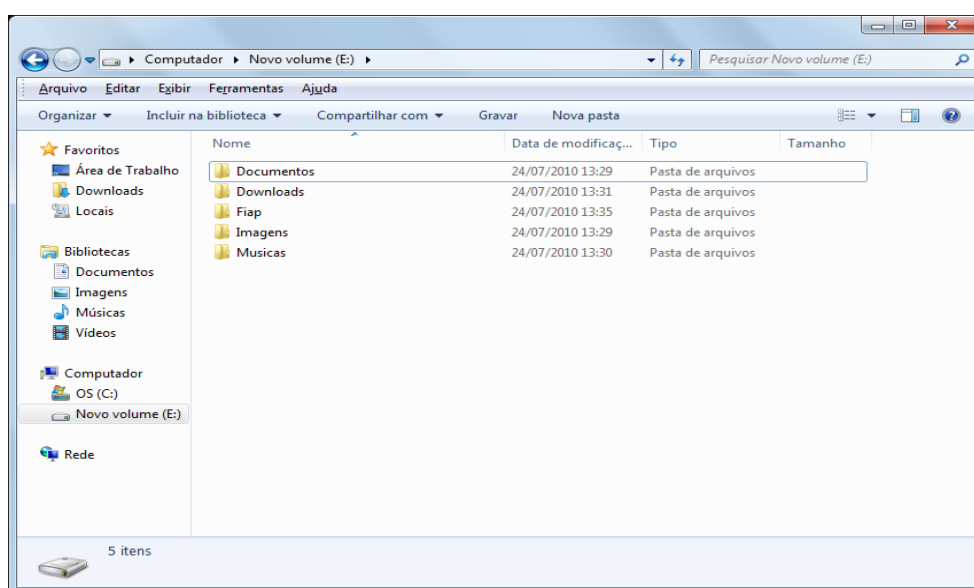 Computador Novo volume (E:)
Pesquisar Novo volume (E:)
Arquivo Editar Exibir Ferramentas Ajuda
Organizar Incluir na biblioteca Compartilhar com Gravar Nova pasta
Favoritos
Área de Trabalho
Downloads
Locais
Bibliotecas
Documentos
Imagens
Músicas
Vídeos
Computador
OS (C:)
Novo volume (E:)
Rede
Nome Data de modificaç... Tipo Tamanho
Documentos 24/07/2010 13:29 Pasta de arquivos
Downloads 24/07/2010 13:31 Pasta de arquivos
Fiap 24/07/2010 13:35 Pasta de arquivos
Imagens 24/07/2010 13:29 Pasta de arquivos
Musicas 24/07/2010 13:30 Pasta de arquivos
5 itens